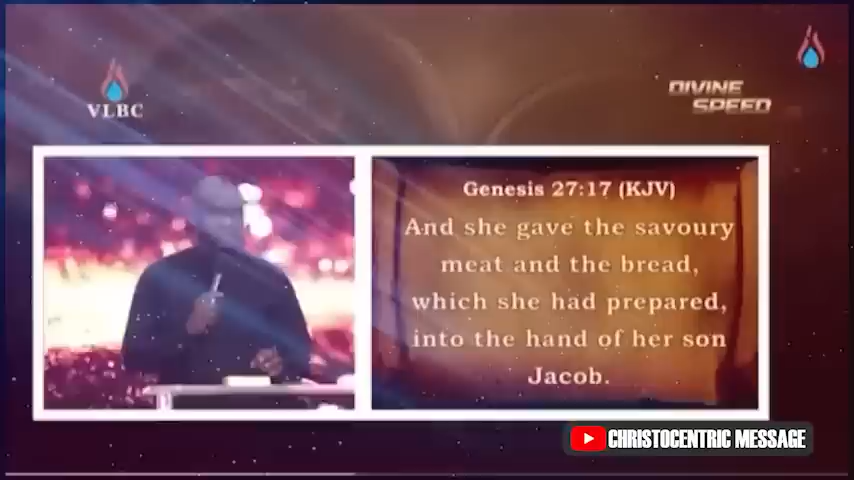 VLBC
DIVINE
SPEED
Genesis 27:17 (KJV)
And she gave the savoury
meat and the bread,
which she had prepared,
into the hand of her son
Jacob.
CHRISTOCENTRIC MESSAGE